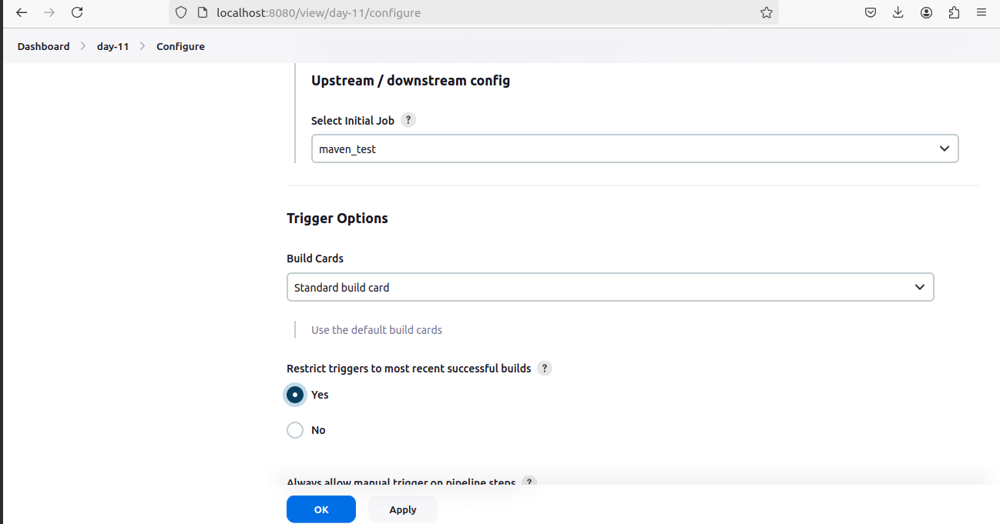 localhost:8080/view/day-11/configure
Dashboard > day-11 > Configure
Upstream / downstream config
Select Initial Job ?
maven_test
Trigger Options
Build Cards
Standard build card
Use the default build cards
Restrict triggers to most recent successful builds ?
Yes
No
Always allow manual trigger on pipeline steps ?
OK Apply